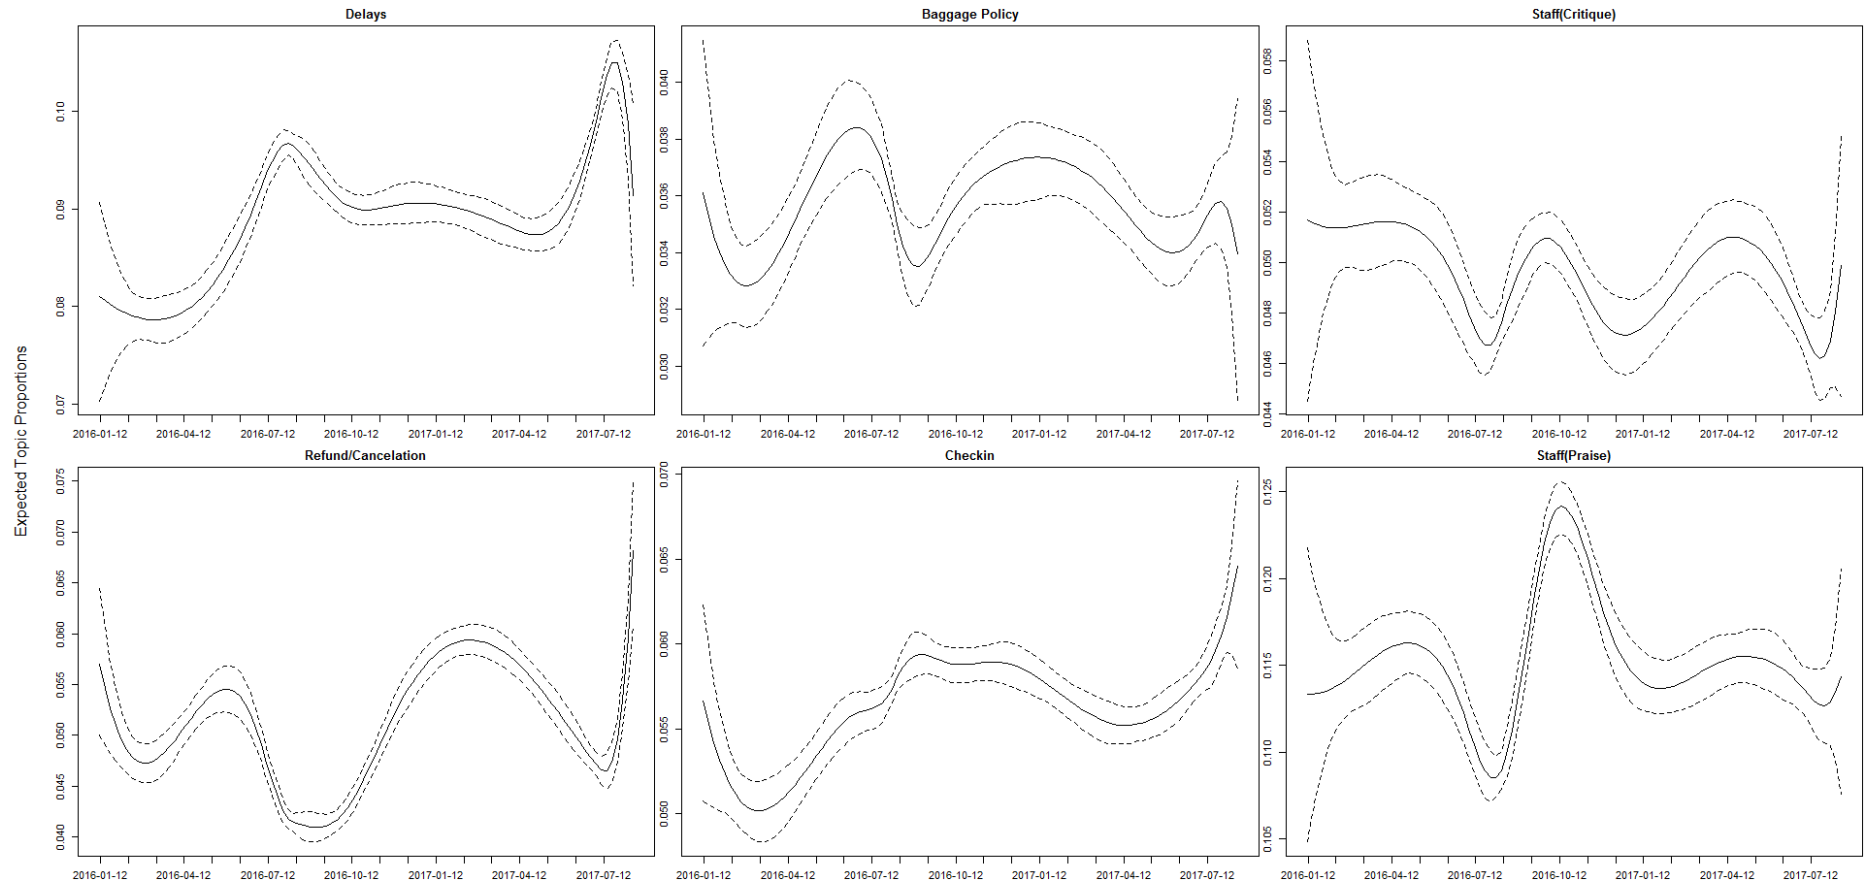 Expected Topic Proportions
Delays
0.10
0.09
0.08
0.07
2016-01-12 2016-04-12 2016-07-12 2016-10-12 2017-01-12 2017-04-12 2017-07-12
Baggage Policy
0.040
0.038
0.036
0.034
0.032
0.030
2016-01-12 2016-04-12 2016-07-12 2016-10-12 2017-01-12 2017-04-12 2017-07-12
Staff(Critique)
0.058
0.056
0.054
0.052
0.050
0.048
0.046
0.044
2016-01-12 2016-04-12 2016-07-12 2016-10-12 2017-01-12 2017-04-12 2017-07-12
Refund/Cancelation
0.075
0.070
0.065
0.060
0.055
0.050
0.045
0.040
2016-01-12 2016-04-12 2016-07-12 2016-10-12 2017-01-12 2017-04-12 2017-07-12
Checkin
0.070
0.065
0.060
0.055
0.050
2016-01-12 2016-04-12 2016-07-12 2016-10-12 2017-01-12 2017-04-12 2017-07-12
Staff(Praise)
0.125
0.120
0.115
0.110
0.105
2016-01-12 2016-04-12 2016-07-12 2016-10-12 2017-01-12 2017-04-12 2017-07-12